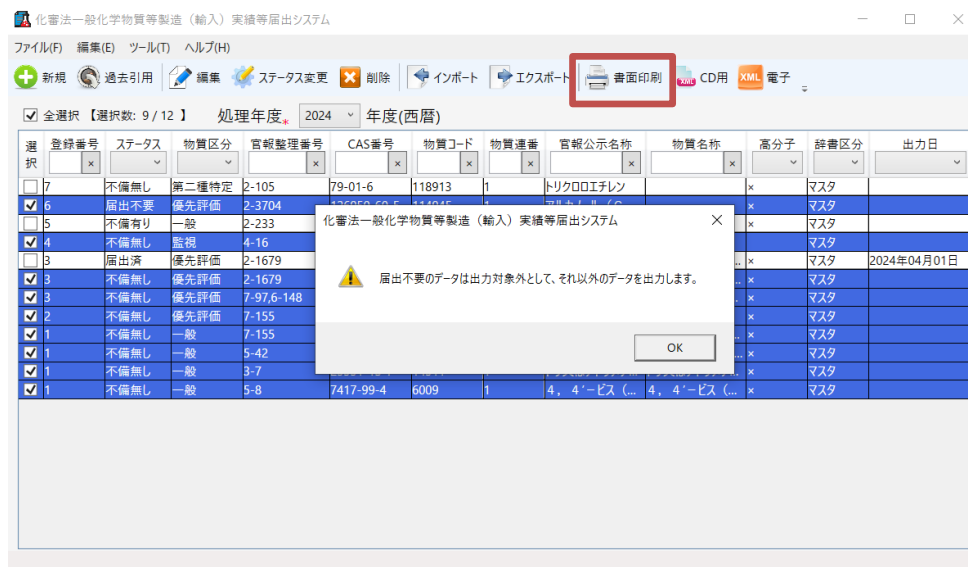 化審法一般化学物質等製造（輸入）実績等届出システム
ファイル(F) 編集(E) ツール(T) ヘルプ(H)
新規 過去引用 編集 ステータス変更 削除 インポート エクスポート 書面印刷 CD用 XML 電子
全選択 【選択数: 9 / 12 】 処理年度* 2024 年度(西暦)
選択 登録番号 ステータス 物質区分 官報整理番号 CAS番号 物質コード 物質連番 官報公示名称 物質名称 高分子 辞書区分 出力日
7 不備無し 第二種特定 2-105 79-01-6 118913 1 トリクロロエチレン × マスタ
6 届出不要 優先評価 2-3704 × マスタ
5 不備有り 一般 2-233 × マスタ
4 不備無し 監視 4-16 マスタ
3 届出済 優先評価 2-1679 .. × マスタ 2024年04月01日
3 不備無し 優先評価 2-1679 .. × マスタ
3 不備無し 優先評価 7-97,6-148 × マスタ
2 不備無し 優先評価 7-155 × マスタ
1 不備無し 一般 7-155 × マスタ
1 不備無し 一般 5-42 × マスタ
1 不備無し 一般 3-7 × マスタ
1 不備無し 一般 5-8 7417-99-4 6009 1 4，4′－ビス（... 4，4′－ビス（... × マスタ
化審法一般化学物質等製造（輸入）実績等届出システム
届出不要のデータは出力対象外として、それ以外のデータを出力します。
OK